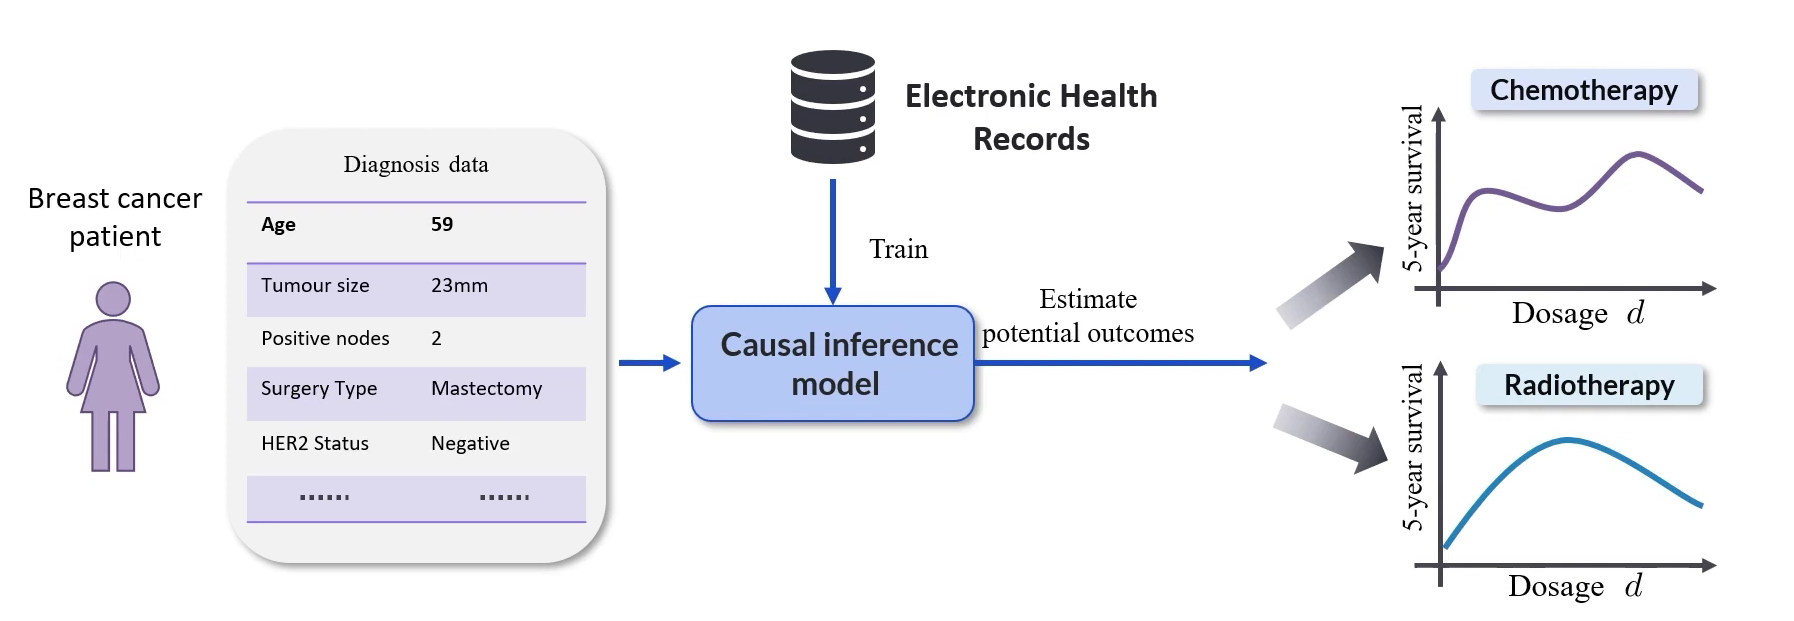 Breast cancer
patient
Diagnosis data
Age 59
Tumour size 23mm
Positive nodes 2
Surgery Type Mastectomy
HER2 Status Negative
...... ......
Electronic Health
Records
Train
Causal inference
model
Estimate
potential outcomes
Chemotherapy
5-year survival
Dosage d
Radiotherapy
5-year survival
Dosage d